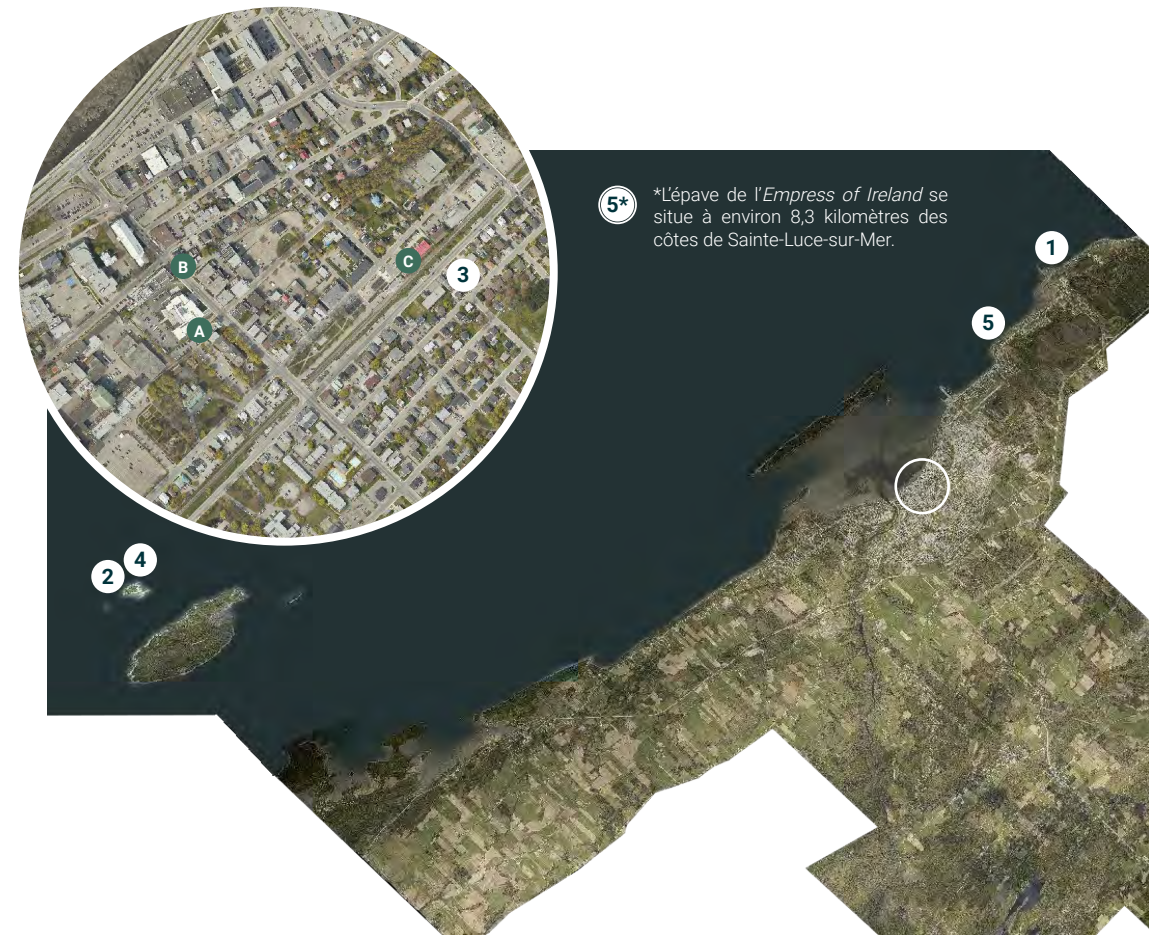 B
A
C
3
5* *L'épave de l'Empress of Ireland se
situe à environ 8,3 kilomètres des
côtes de Sainte-Luce-sur-Mer.
1
5
4
2